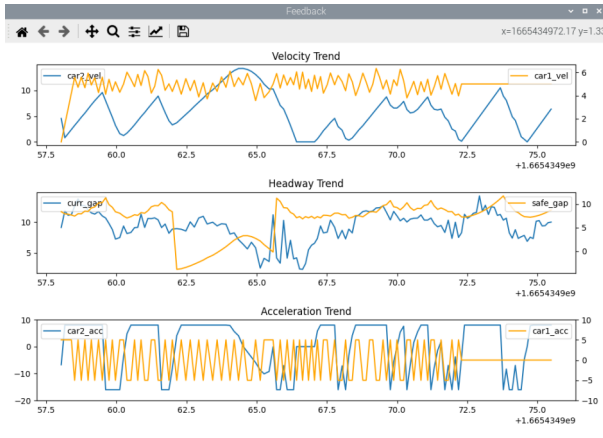 Feedback
x=1665434972.17 y=1.33
Velocity Trend
car2_vel
car1_vel
10
5
0
6
4
2
0
57.5 60.0 62.5 65.0 67.5 70.0 72.5 75.0
+1.6654349e9
Headway Trend
curr_gap
safe_gap
10
5
10
5
0
57.5 60.0 62.5 65.0 67.5 70.0 72.5 75.0
+1.6654349e9
Acceleration Trend
car2_acc
car1_acc
10
0
−10
−20
10
5
0
−5
−10
57.5 60.0 62.5 65.0 67.5 70.0 72.5 75.0
+1.6654349e9